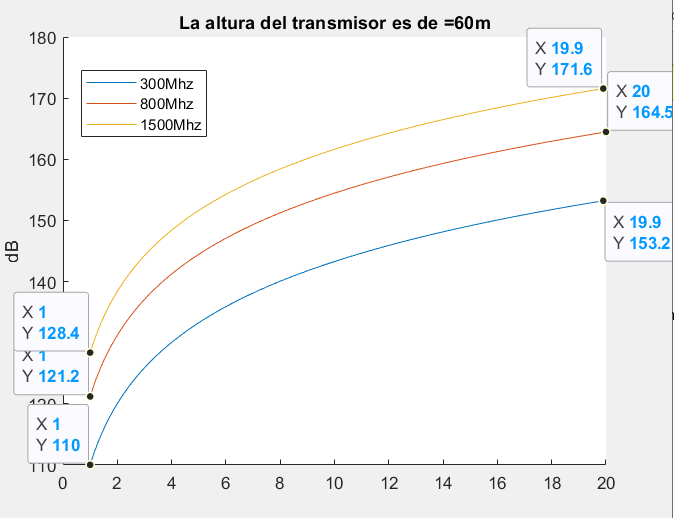 La altura del transmisor es de =60m
180
X 19.9
Y 171.6
300Mhz
800Mhz
1500Mhz
X 20
Y 164.5
170
160
150
X 19.9
Y 153.2
dB
140
X 1
Y 128.4
X 1
Y 121.2
X 1
Y 110
110
0
2
4
6
8
10
12
14
16
18
20